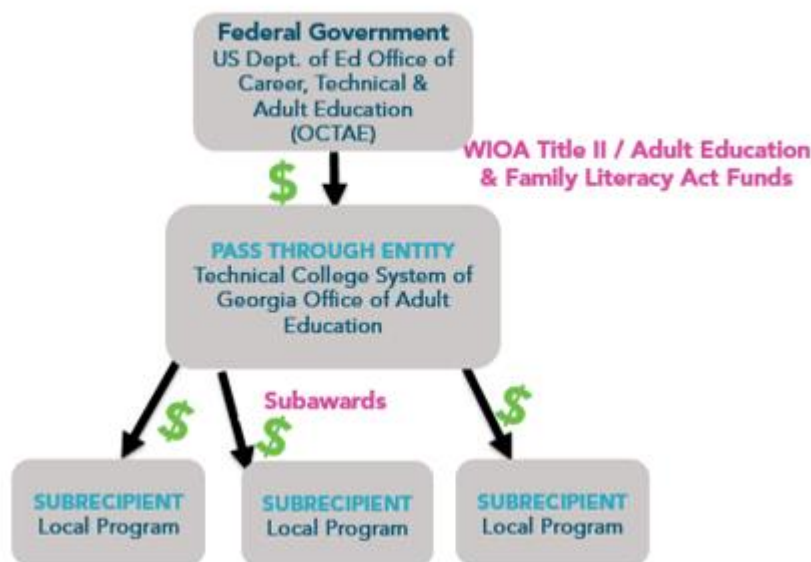 Federal Government
US Dept. of Ed Office of
Career, Technical &
Adult Education
(OCTAE)
WIOA Title II / Adult Education
& Family Literacy Act Funds
$
PASS THROUGH ENTITY
Technical College System of
Georgia Office of Adult
Education
Subawards
$
$
$
SUBRECIPIENT
Local Program
SUBRECIPIENT
Local Program
SUBRECIPIENT
Local Program